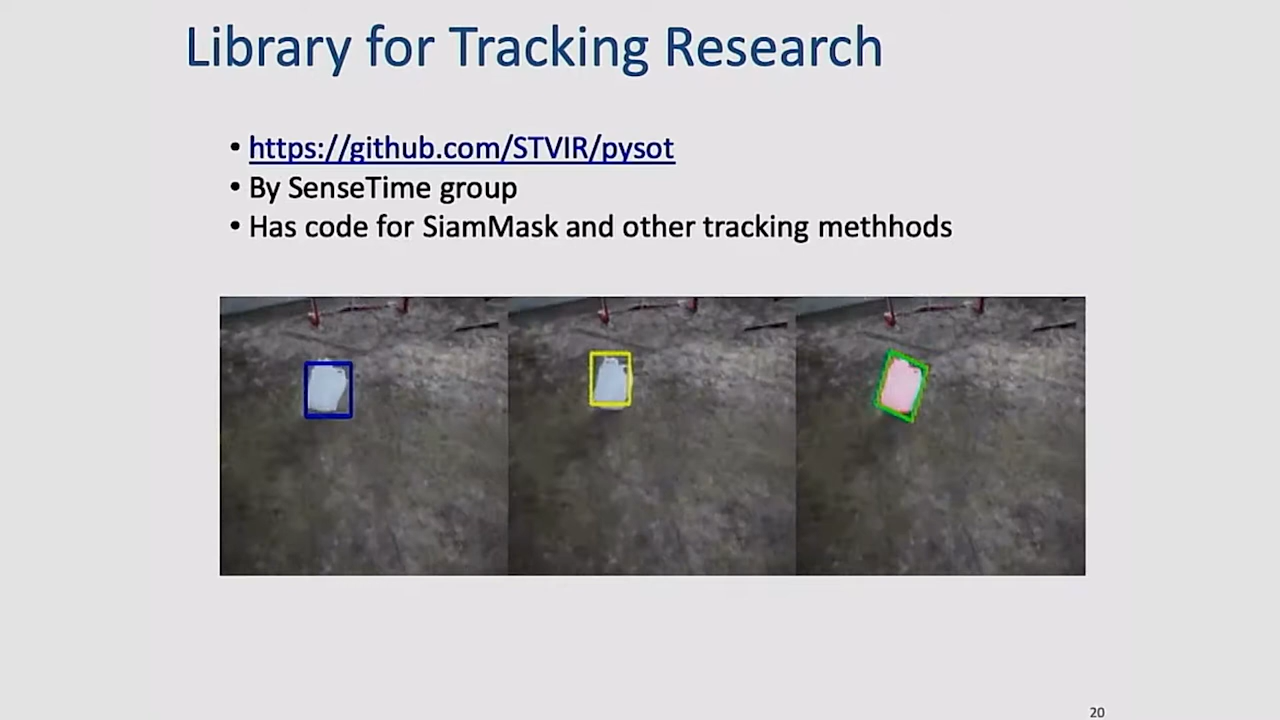 Library for Tracking Research
• https://github.com/STVIR/pysot
• By SenseTime group
• Has code for SiamMask and other tracking methhods
20